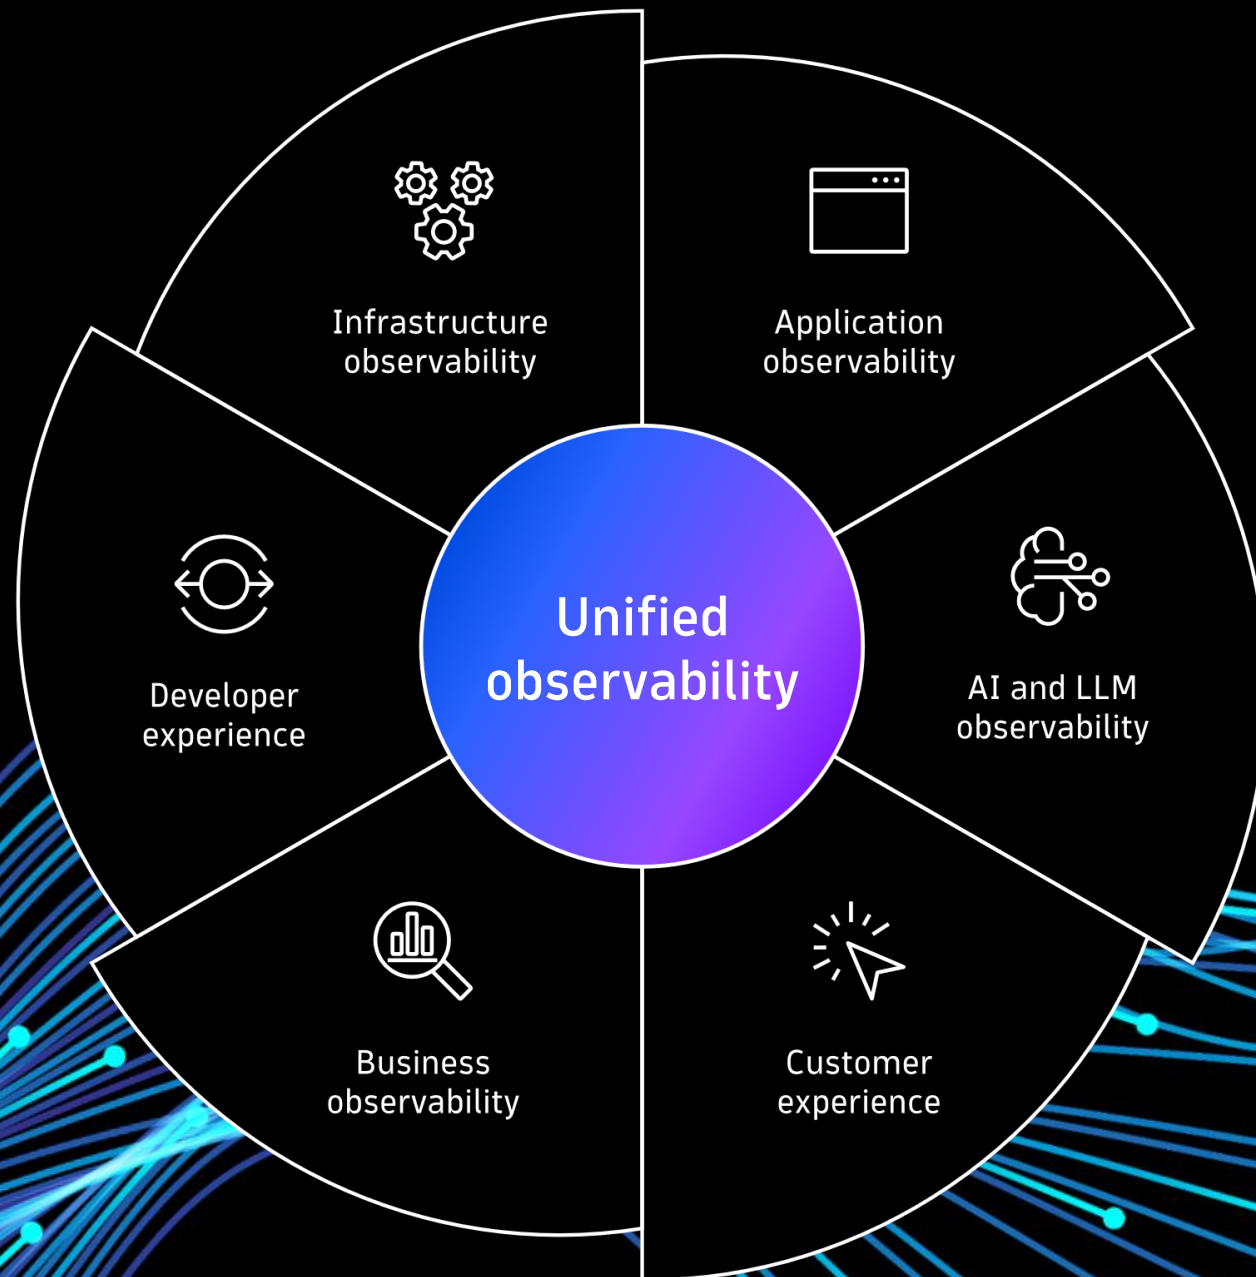 Infrastructure
observability
Application
observability
Developer
experience
Unified
observability
AI and LLM
observability
Business
observability
Customer
experience